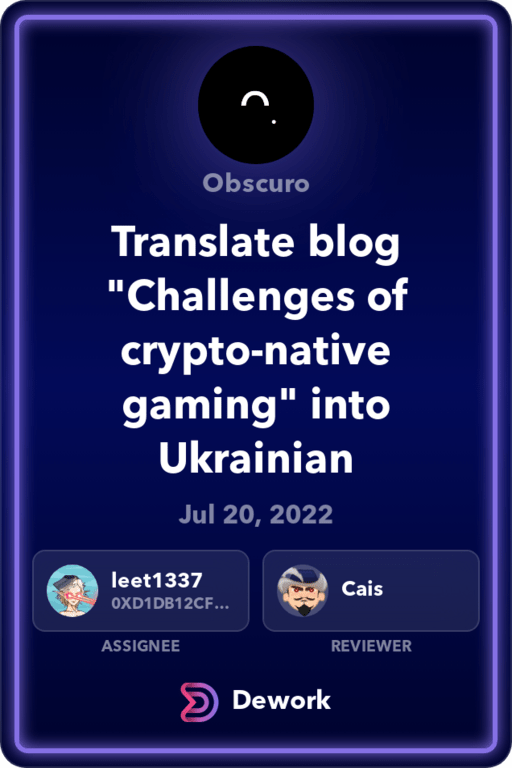 Obscuro
Translate blog
"Challenges of
crypto-native
gaming" into
Ukrainian
Jul 20, 2022
leet1337
0XD1DB12CF...
ASSIGNEE
Cais
REVIEWER
Dework